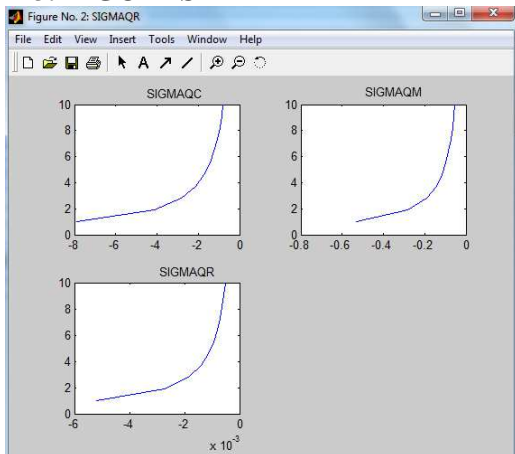 Figure No. 2: SIGMAQR
File Edit View Insert Tools Window Help
A
SIGMAQC
10
8
6
4
2
0
-8 -6 -4 -2 0
SIGMAQM
10
8
6
4
2
0
-0.8 -0.6 -0.4 -0.2 0
SIGMAQR
10
8
6
4
2
0
-6 -4 -2 0
x 10^-3